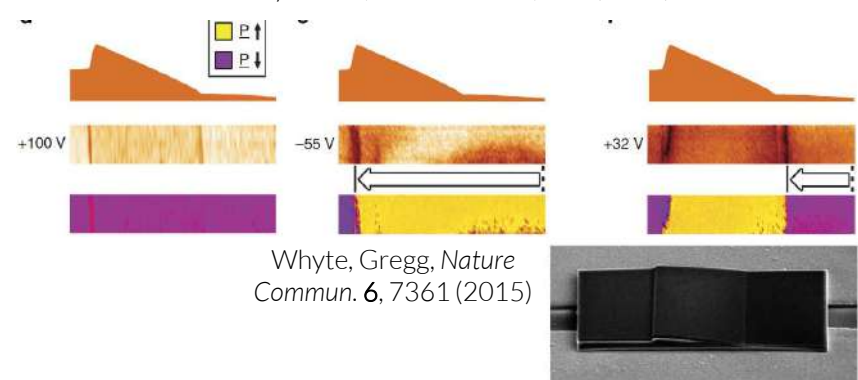 P ↑
P ↓
+100 V
−55 V
+32 V
Whyte, Gregg, Nature
Commun. 6, 7361 (2015)